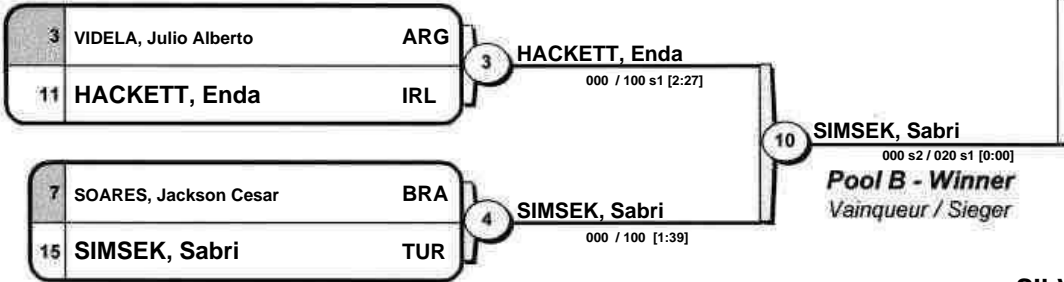 3 VIDELA, Julio Alberto ARG
11 HACKETT, Enda IRL
3
HACKETT, Enda
000 / 100 s1 [2:27]
7 SOARES, Jackson Cesar BRA
15 SIMSEK, Sabri TUR
4
SIMSEK, Sabri
000 / 100 [1:39]
10
SIMSEK, Sabri
000 s2 / 020 s1 [0:00]
Pool B - Winner
Vainqueur / Sieger